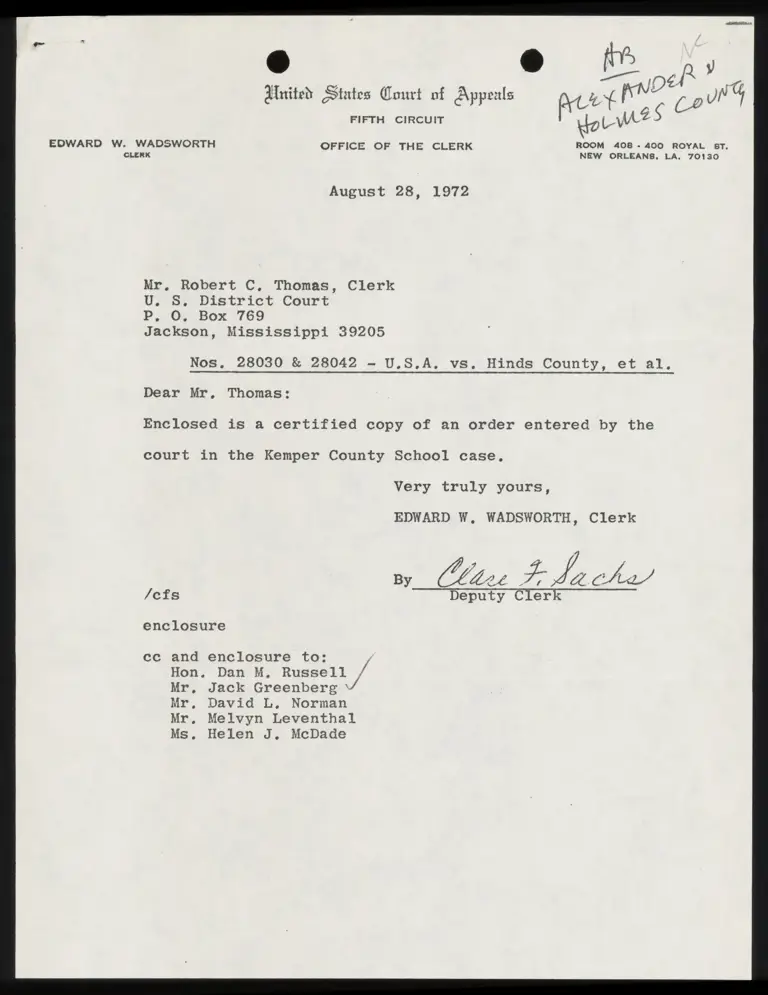 HB NC
ALEXANDER v
HOLMES COUNTY
United States Court of Appeals
FIFTH CIRCUIT
EDWARD W. WADSWORTH
CLERK
OFFICE OF THE CLERK
ROOM 408 - 400 ROYAL ST.
NEW ORLEANS, LA. 70130
August 28, 1972
Mr. Robert C. Thomas, Clerk
U. S. District Court
P. O. Box 769
Jackson, Mississippi 39205
Nos. 28030 & 28042 - U.S.A. vs. Hinds County, et al.
Dear Mr. Thomas:
Enclosed is a certified copy of an order entered by the
court in the Kemper County School case.
Very truly yours,
EDWARD W. WADSWORTH, Clerk
By Clare F. Sachs
Deputy Clerk
/cfs
enclosure
cc and enclosure to:
Hon. Dan M. Russell
Mr. Jack Greenberg
Mr. David L. Norman
Mr. Melvyn Leventhal
Ms. Helen J. McDade